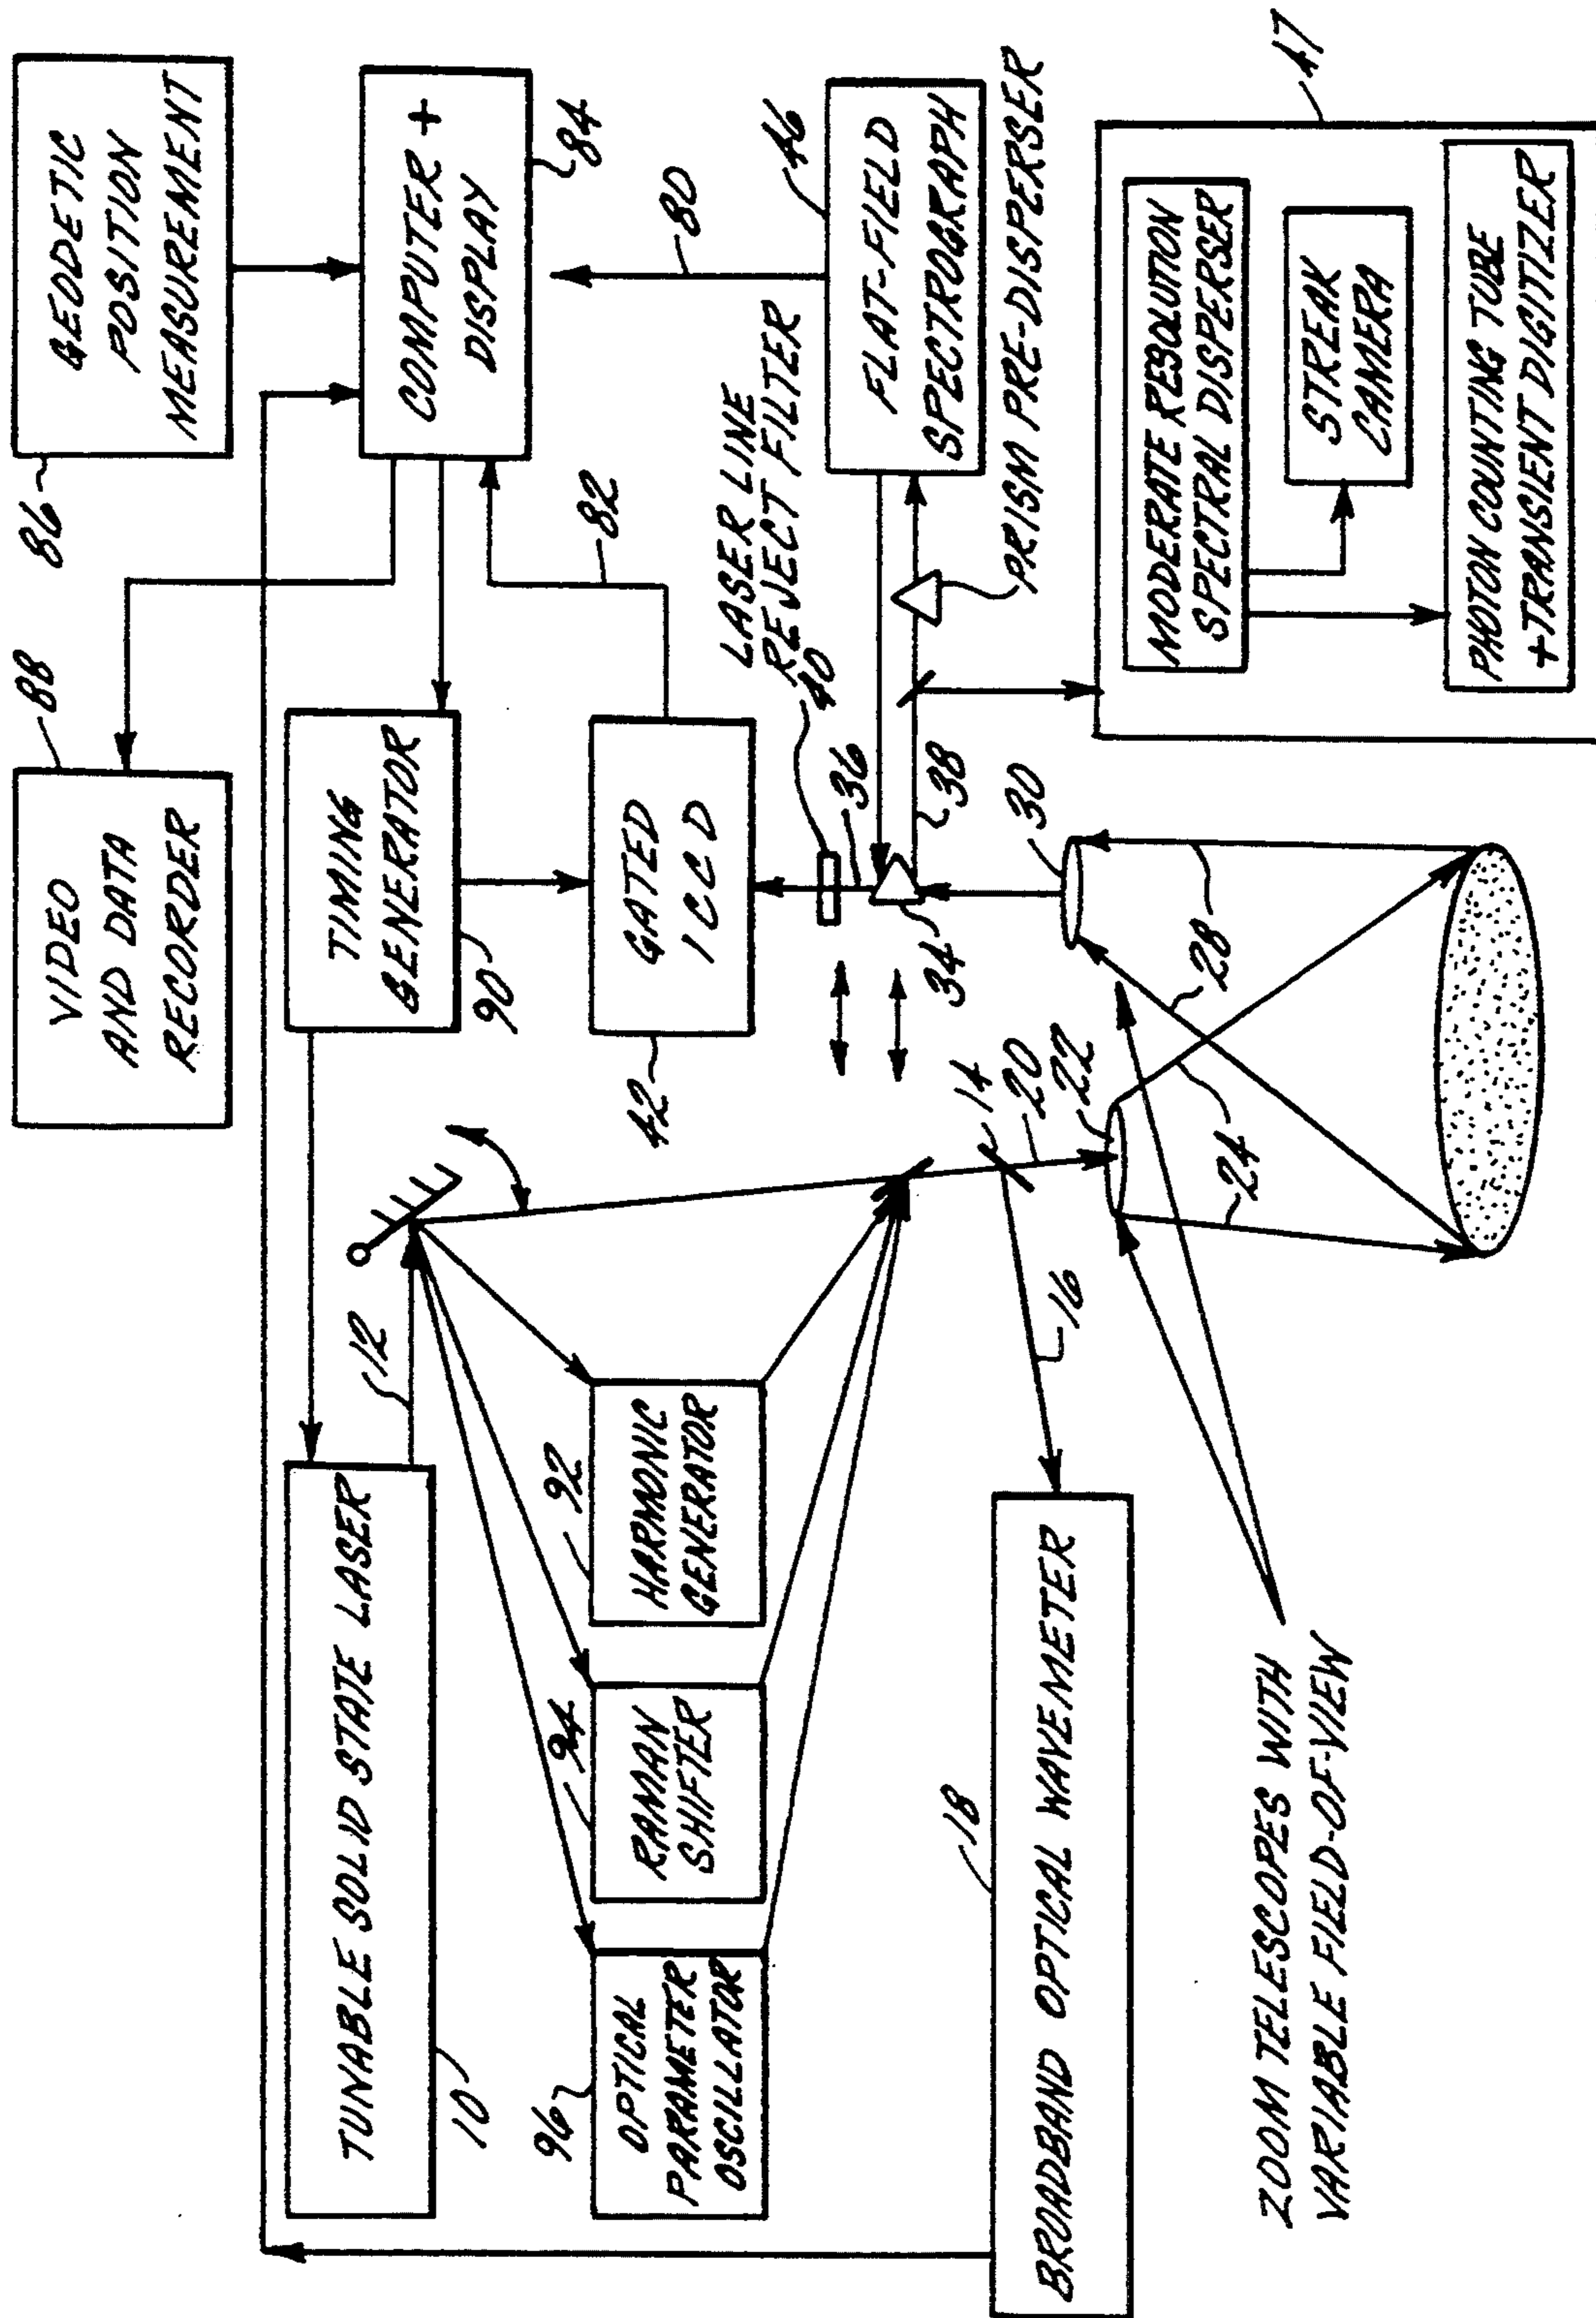 88
VIDEO
AND DATA
RECORDER
86
GEODETIC
POSITION
MEASUREMENT
TUNABLE SOLID STATE LASER
10
12
TIMING
GENERATOR
90
COMPUTER +
DISPLAY
84
82
80
96
OPTICAL
PARAMETER
OSCILLATOR
94
RAMAN
SHIFTER
92
HARMONIC
GENERATOR
GATED
ICCD
42
LASER LINE
REJECT FILTER
40
36
34
38
FLAT-FIELD
SPECTROGRAPH
46
PRISM PRE-DISPERSER
BROADBAND OPTICAL WAVEMETER
18
16
14
20
22
24
28
28
24
30
MODERATE RESOLUTION
SPECTRAL DISPERSER
STREAK
CAMERA
PHOTON COUNTING TUBE
+TRANSIENT DIGITIZER
47
ZOOM TELESCOPES WITH
VARIABLE FIELD-OF-VIEW